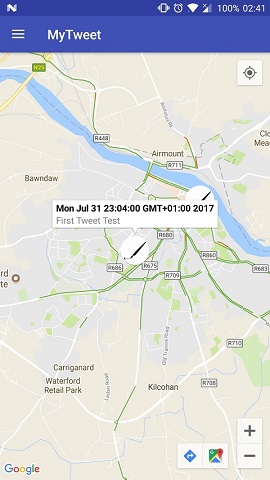 100% 02:41
MyTweet
N25
R448
R711
Airmount
Bawndaw
Mon Jul 31 23:04:00 GMT+01:00 2017
First Tweet Test
R680
R686
R675
R709
R860
R683
R710
Carriganard
Waterford
Retail Park
Kilcohan
R708
Google